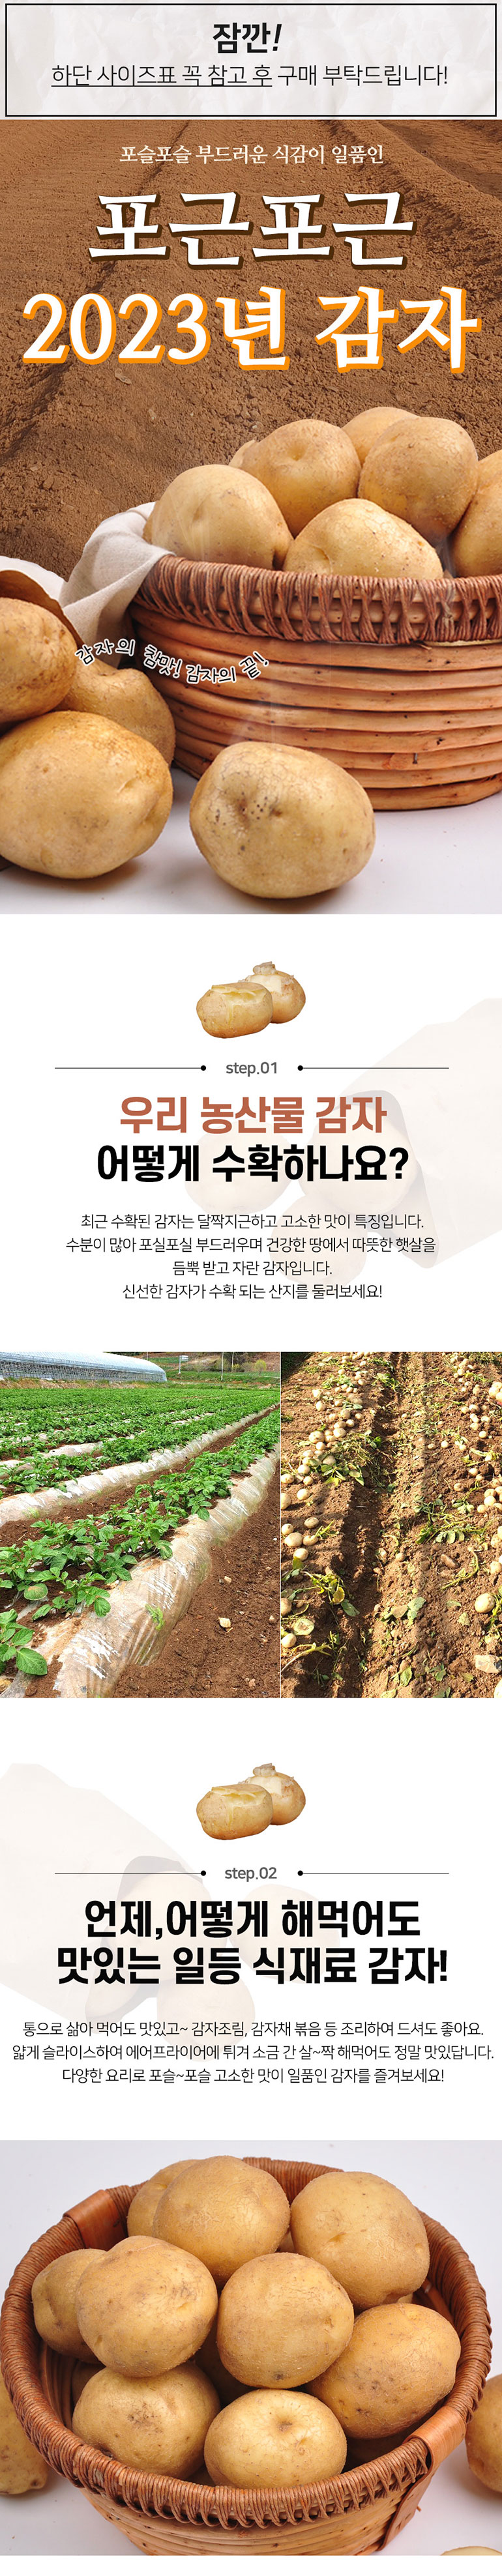 잠깐!
하단 사이즈표 꼭 참고 후 구매 부탁드립니다!
포슬포슬 부드러운 식감이 일품인
포근포근
2023년 감자
감자의 참맛! 감자의 끝!
step.01
우리 농산물 감자
어떻게 수확하나요?
최근 수확된 감자는 달짝지근하고 고소한 맛이 특징입니다.
수분이 많아 포실포실 부드러우며 건강한 땅에서 따뜻한 햇살을
듬뿍 받고 자란 감자입니다.
신선한 감자가 수확 되는 산지를 둘러보세요!
step.02
언제,어떻게 해먹어도
맛있는 일등 식재료 감자!
통으로 삶아 먹어도 맛있고~ 감자조림, 감자채 볶음 등 조리하여 드셔도 좋아요.
얇게 슬라이스하여 에어프라이어에 튀겨 소금 간 살~짝 해먹어도 정말 맛있답니다.
다양한 요리로 포슬~포슬 고소한 맛이 일품인 감자를 즐겨보세요!